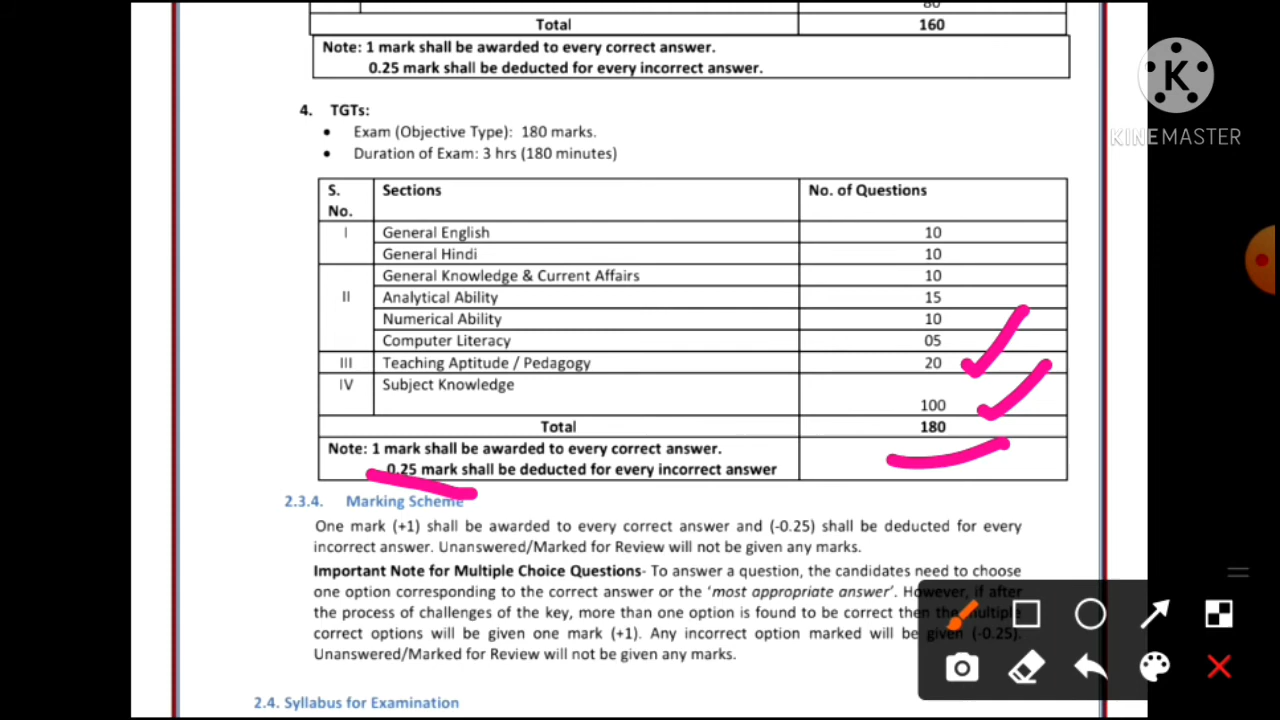 80
Total 160
Note: 1 mark shall be awarded to every correct answer.
0.25 mark shall be deducted for every incorrect answer.
4. TGTs:
• Exam (Objective Type): 180 marks.
• Duration of Exam: 3 hrs (180 minutes)
S. No. Sections No. of Questions
I General English 10
General Hindi 10
II General Knowledge & Current Affairs 10
Analytical Ability 15
Numerical Ability 10
Computer Literacy 05
III Teaching Aptitude / Pedagogy 20
IV Subject Knowledge 100
Total 180
Note: 1 mark shall be awarded to every correct answer.
0.25 mark shall be deducted for every incorrect answer
2.3.4. Marking Scheme
One mark (+1) shall be awarded to every correct answer and (-0.25) shall be deducted for every
incorrect answer. Unanswered/Marked for Review will not be given any marks.
Important Note for Multiple Choice Questions- To answer a question, the candidates need to choose
one option corresponding to the correct answer or the 'most appropriate answer'. However, if after
the process of challenges of the key, more than one option is found to be correct then the multiple
correct options will be given one mark (+1). Any incorrect option marked will be given (-0.25).
Unanswered/Marked for Review will not be given any marks.
2.4. Syllabus for Examination
K
KINEMASTER